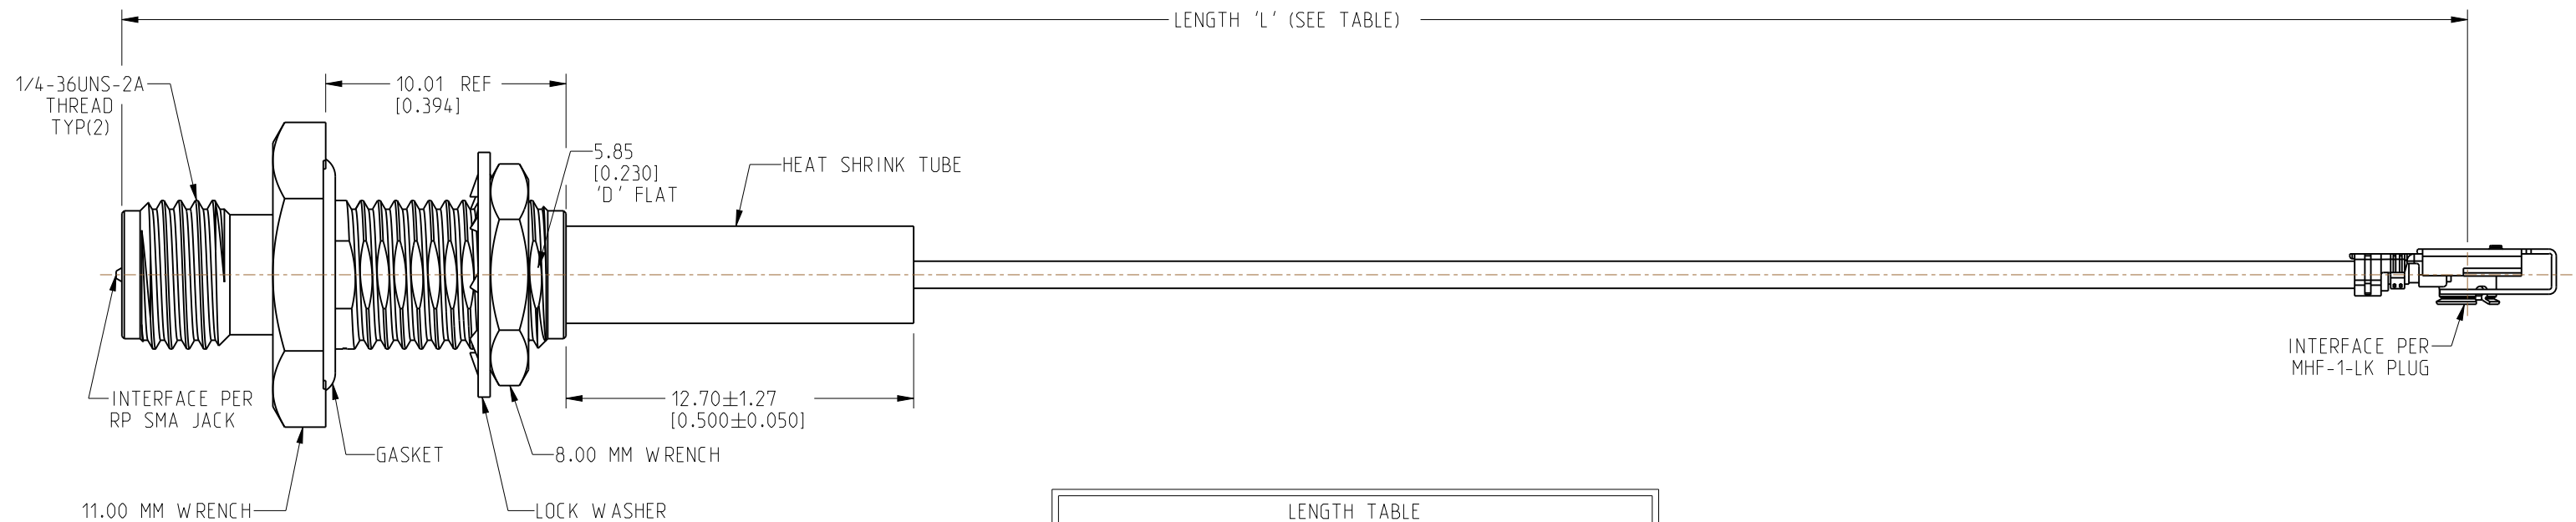 LENGTH 'L' (SEE TABLE)
1/4-36UNS-2A
THREAD
TYP(2)
10.01 REF
[0.394]
5.85
[0.230]
'D' FLAT
HEAT SHRINK TUBE
INTERFACE PER
RP SMA JACK
GASKET
11.00 MM WRENCH
LOCK WASHER
8.00 MM WRENCH
12.70±1.27
[0.500±0.050]
INTERFACE PER
MHF-1-LK PLUG
LENGTH TABLE